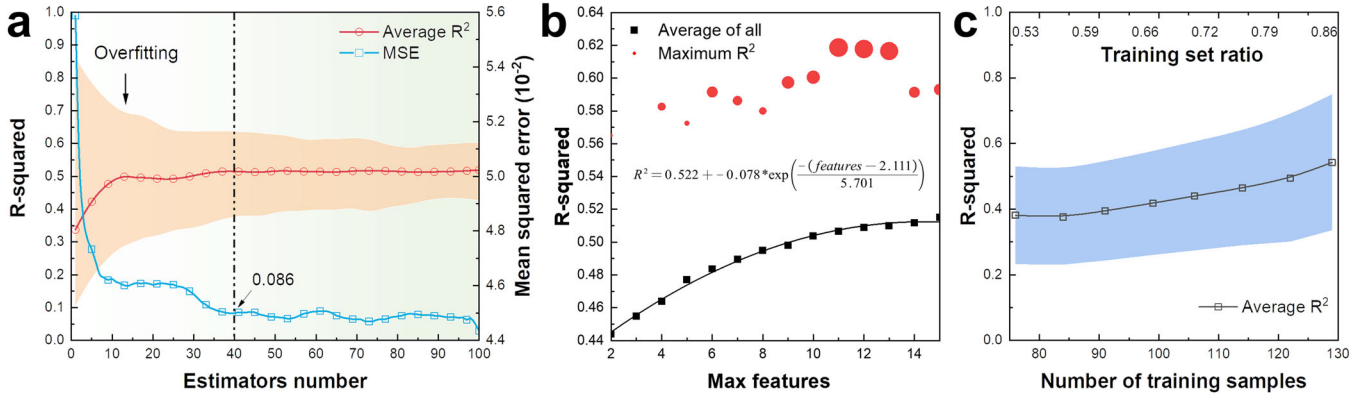 a
1.0
0.9
0.8
0.7
0.6
0.5
0.4
0.3
0.2
0.1
0.0
R-squared
Overfitting
Average R²
MSE
0.086
5.6
5.4
5.2
5.0
4.8
4.6
4.4
Mean squared error (10⁻²)
0 10 20 30 40 50 60 70 80 90 100
Estimators number
b
0.64
0.62
0.60
0.58
0.56
0.54
0.52
0.50
0.48
0.46
0.44
R-squared
Average of all
Maximum R²
R² = 0.522 + − 0.078 *exp(−(features − 2.111) / 5.701)
2 4 6 8 10 12 14
Max features
c
1.0
0.8
0.6
0.4
0.2
0.0
R-squared
0.53 0.59 0.66 0.72 0.79 0.86
Training set ratio
Average R²
80 90 100 110 120 130
Number of training samples